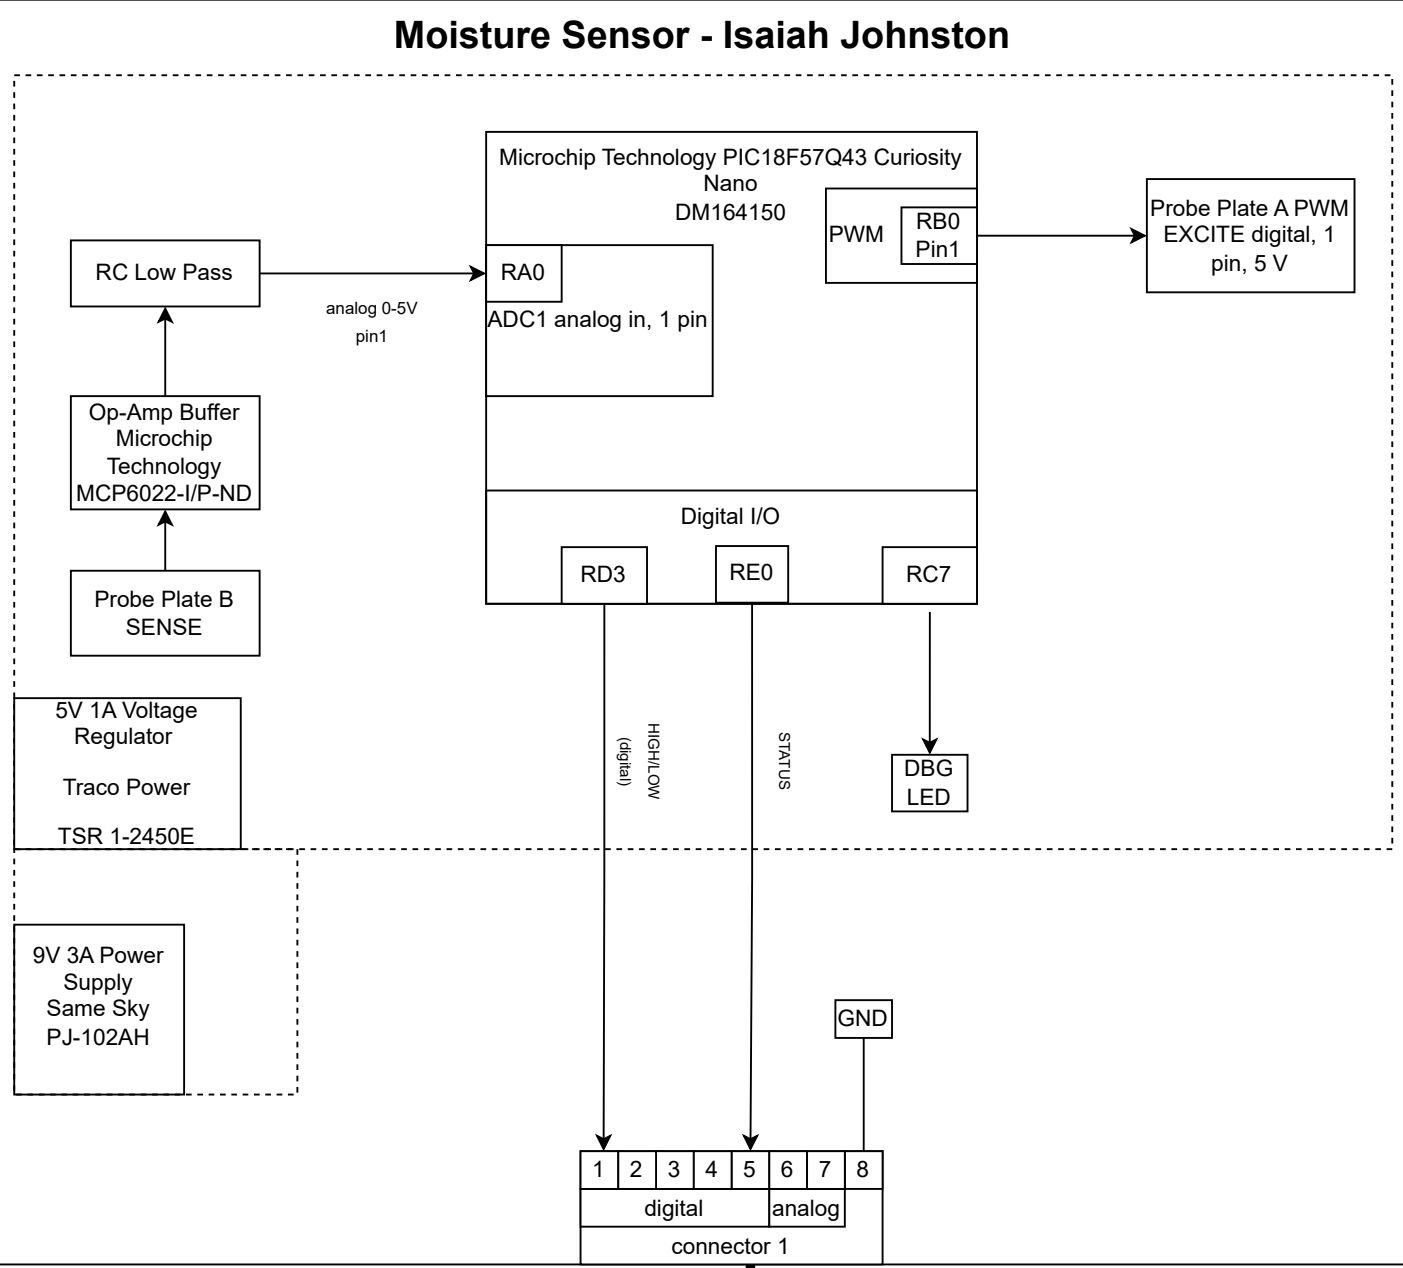 Moisture Sensor - Isaiah Johnston
Microchip Technology PIC18F57Q43 Curiosity
Nano
DM164150
PWM
RB0
Pin1
Probe Plate A PWM
EXCITE digital, 1
pin, 5 V
RC Low Pass
analog 0-5V
pin1
RA0
ADC1 analog in, 1 pin
Op-Amp Buffer
Microchip
Technology
MCP6022-I/P-ND
Probe Plate B
SENSE
Digital I/O
RD3
RE0
RC7
5V 1A Voltage
Regulator
Traco Power
TSR 1-2450E
HIGH/LOW
(digital)
STATUS
DBG
LED
9V 3A Power
Supply
Same Sky
PJ-102AH
GND
1 2 3 4 5 6 7 8
digital analog
connector 1